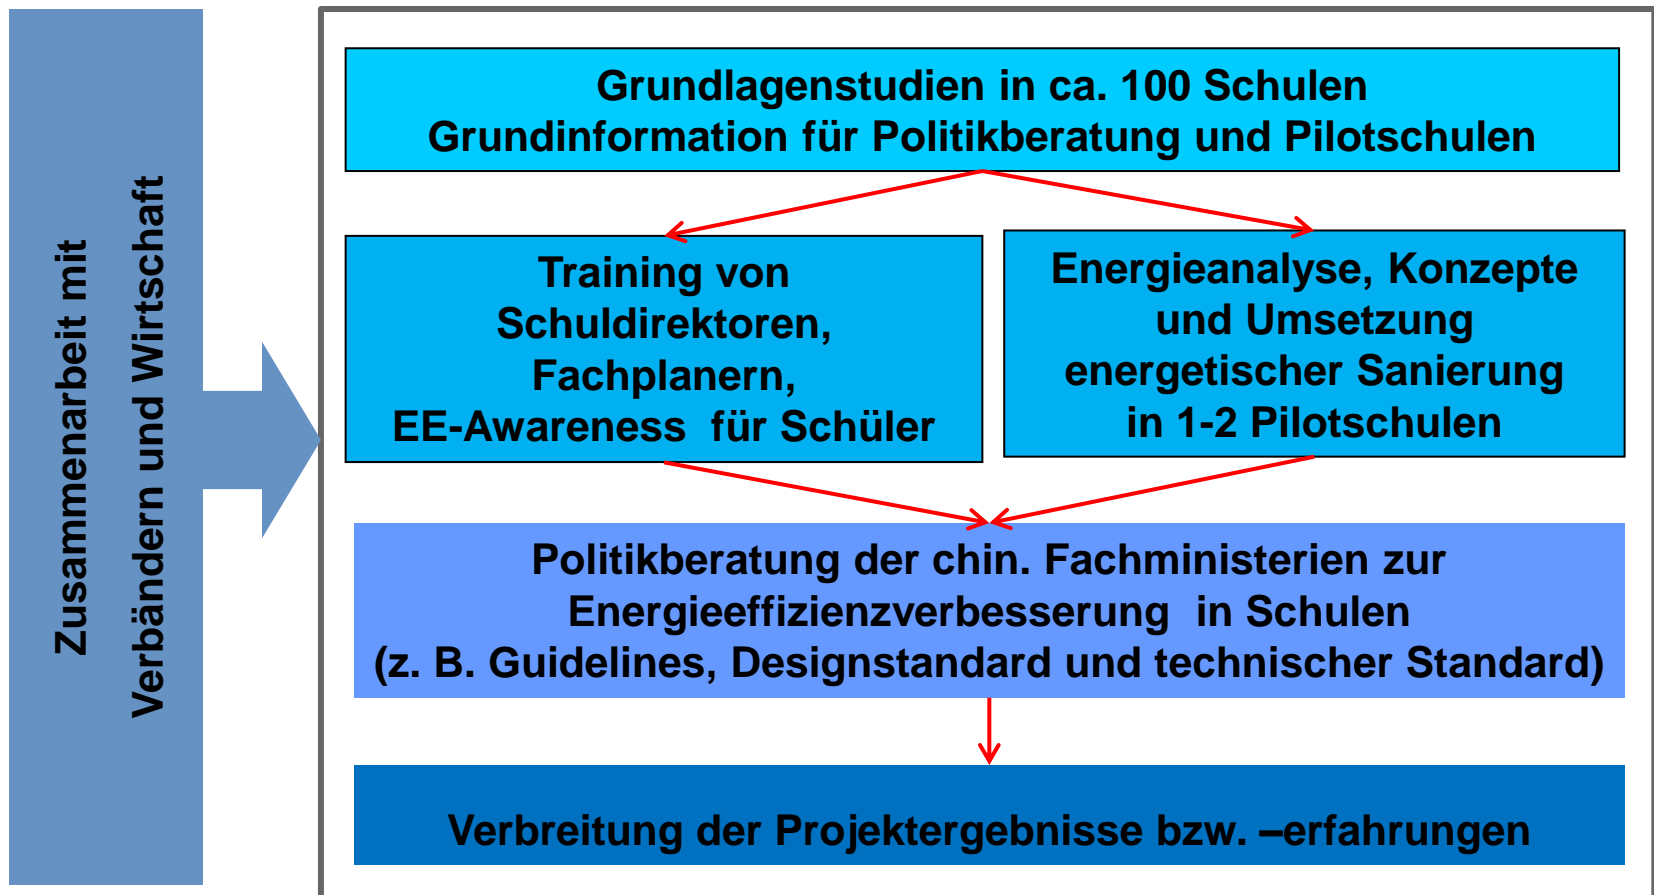 Zusammenarbeit mit
Verbändern und Wirtschaft
Grundlagenstudien in ca. 100 Schulen
Grundinformation für Politikberatung und Pilotschulen
Training von
Schuldirektoren,
Fachplanern,
EE-Awareness für Schüler
Energieanalyse, Konzepte
und Umsetzung
energetischer Sanierung
in 1-2 Pilotschulen
Politikberatung der chin. Fachministerien zur
Energieeffizienzverbesserung in Schulen
(z. B. Guidelines, Designstandard und technischer Standard)
Verbreitung der Projektergebnisse bzw. –erfahrungen